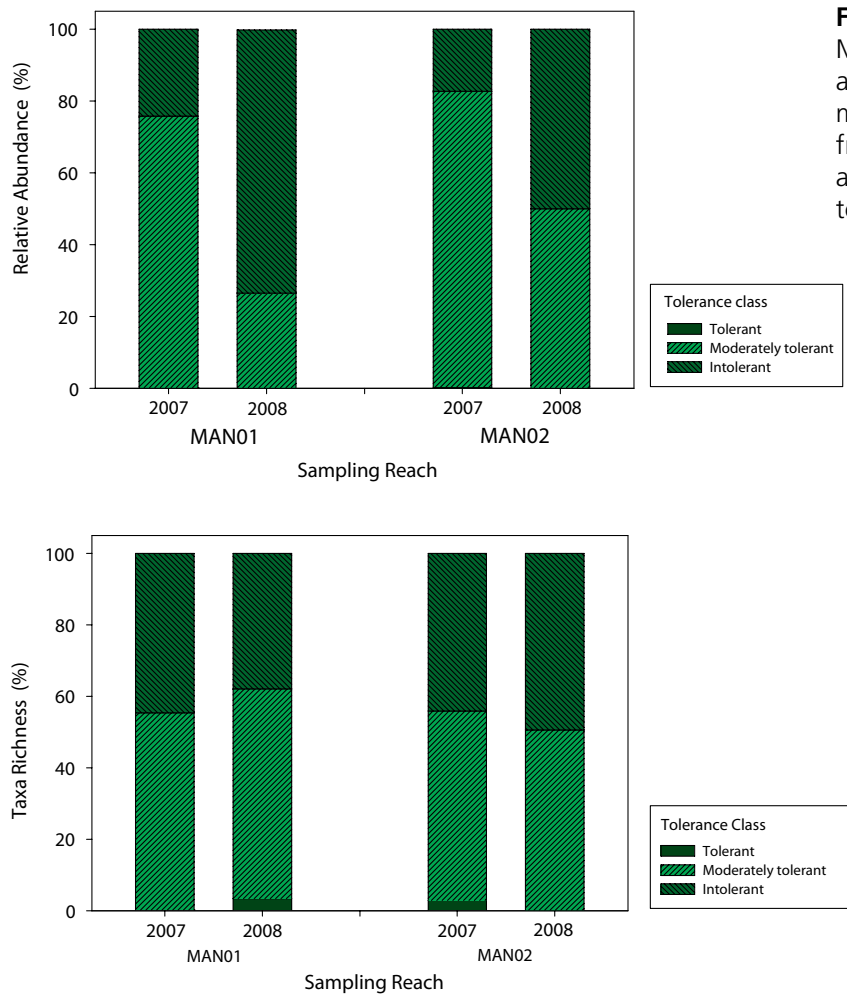 F
N
a
m
fr
a
to
Relative Abundance (%)
100
80
60
40
20
0
2007 2008 2007 2008
MAN01 MAN02
Sampling Reach
Tolerance class
Tolerant
Moderately tolerant
Intolerant
Taxa Richness (%)
100
80
60
40
20
0
2007 2008 2007 2008
MAN01 MAN02
Sampling Reach
Tolerance Class
Tolerant
Moderately tolerant
Intolerant